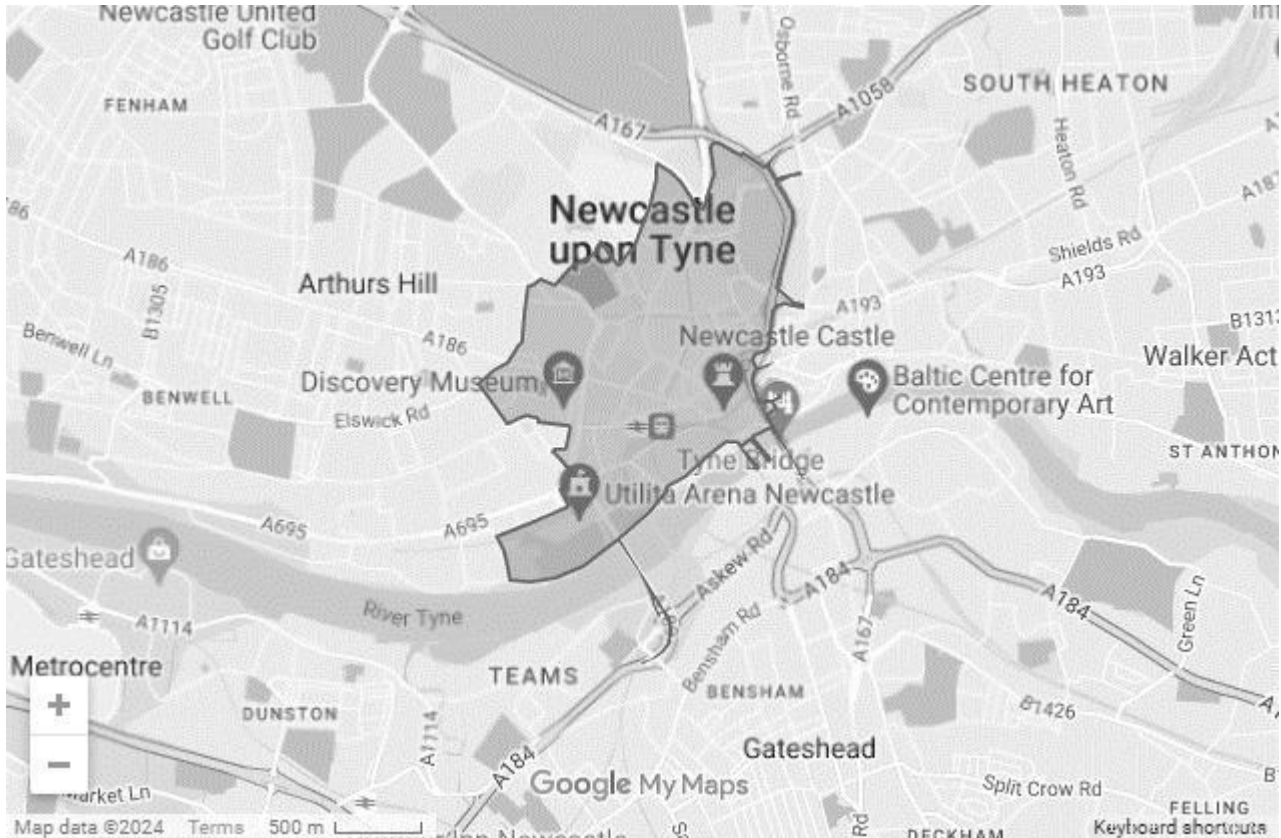 Newcastle United
Golf Club
Osborne Rd
SOUTH HEATON
FENHAM
A167
A1058
Heaton Rd
A187
Newcastle
upon Tyne
A186
Shields Rd
A193
Arthurs Hill
B1305
A186
A193
B1312
Benwell Ln
Newcastle Castle
Walker Act
Discovery Museum
Baltic Centre for
Contemporary Art
BENWELL
Elswick Rd
ST ANTHON
Tyne Bridge
Utilita Arena Newcastle
A695
A695
Gateshead
Askew Rd
A184
A184
Green Ln
River Tyne
A1114
Bensham Rd
A167
Metrocentre
TEAMS
BENSHAM
B1426
DUNSTON
A1114
Gateshead
A184
Google My Maps
Split Crow Rd
Market Ln
FELLING
Map data ©2024 Terms 500 m
Keyboard shortcuts
DECKHAM